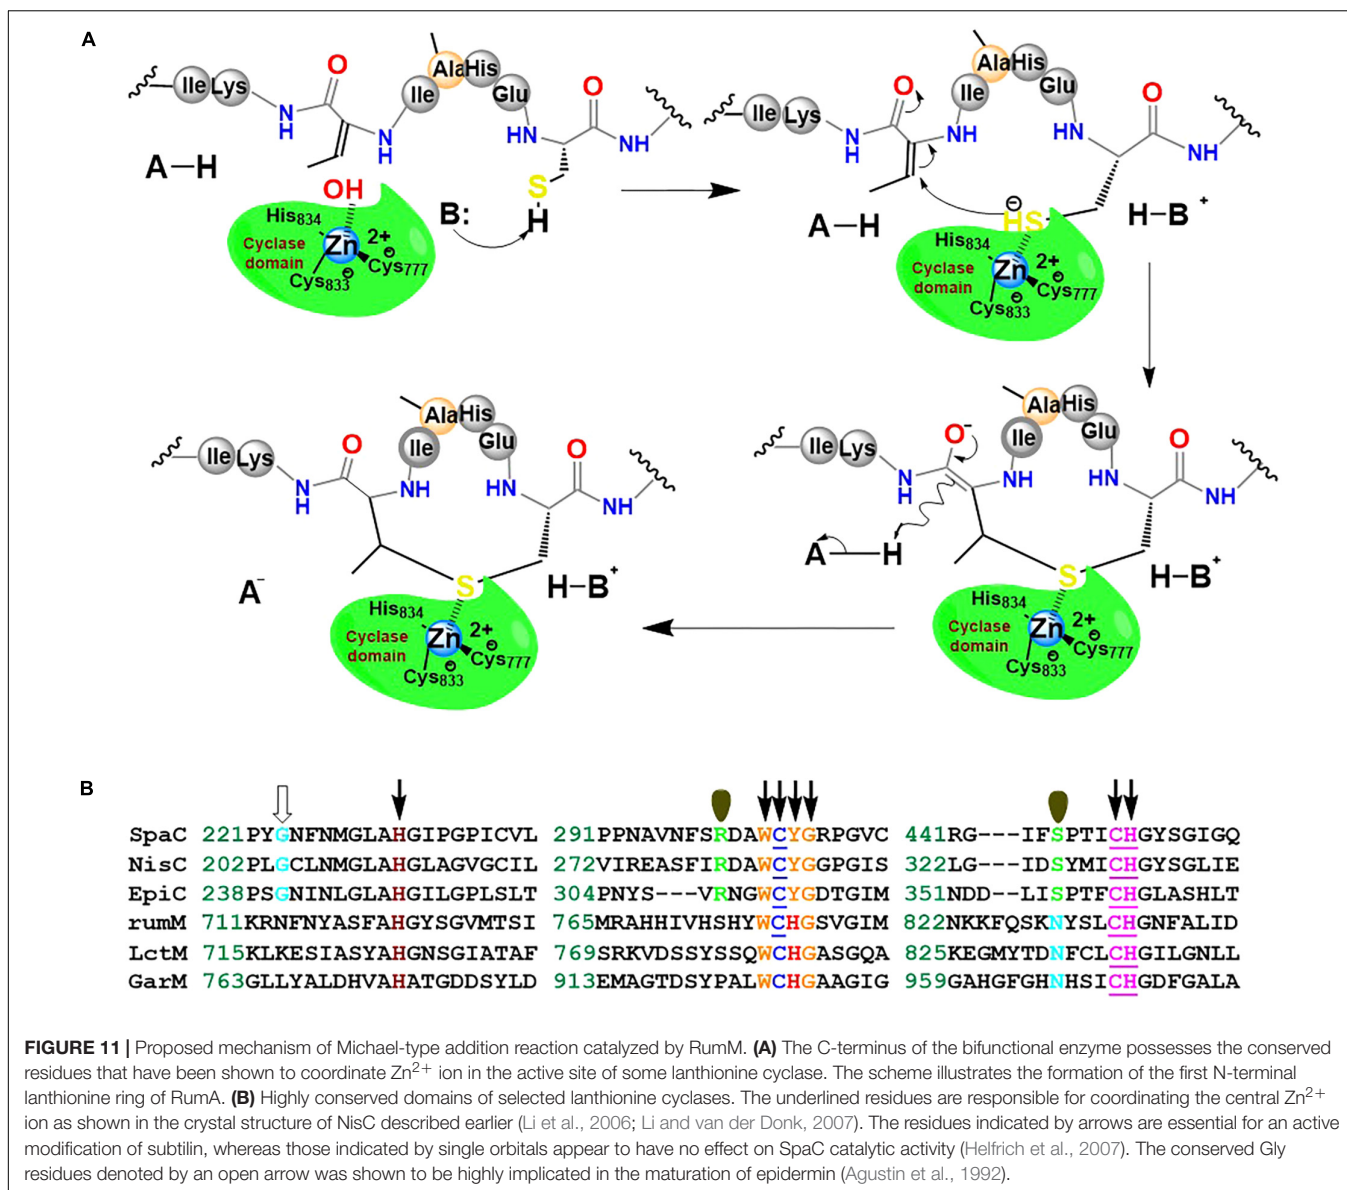 A
Ile Lys N H O NH Ile Ala His Glu HN O NH
A–H
S H
B:
OH
His834
Zn 2+
Cyclase domain
Cys777
Cys833
Ile Lys N H O NH Ile Ala His Glu HN O NH
A–H
HS
H–B +
His834
Zn 2+
Cyclase domain
Cys777
Cys833
Ile Lys N H O NH Ile Ala His Glu HN O NH
A-
S
H–B+
His834
Zn 2+
Cyclase domain
Cys777
Cys833
Ile Lys N H O- NH Ile Ala His Glu HN O NH
A—H
S
H–B+
His834
Zn 2+
Cyclase domain
Cys777
Cys833
B
SpaC 221PYGNFNMGLAHGIPGPICVL 291PPNAVNFSRDAWCYGRPGVC 441RG---IFSPTICHGYSGIGQ
NisC 202PLGCLNMGLAHGLAGVGCIL 272VIREASFIRDAWCYGGPGIS 322LG---IDSYMICHGYSGLIE
EpiC 238PSGNINLGLAHGILGPLSLT 304PNYS---VRNGWCYGDTGIM 351NDD--LISPTFCHGLASHLT
rumM 711KRNFNYASFAHGYSGVMTSI 765MRAHHIVHSHYWCHGSVGIM 822NKKFQSKNYSLCHGNFALID
LctM 715KLKESIASYAHGNSGIATAF 769SRKVDSSYSSQWCHGASGQA 825KEGMYTDNFCLCHGILGNLL
GarM 763GLLYALDHVAHATGDDSYLD 913EMAGTDSYPALWCHGAAGIG 959GAHGFGHNHSICHGDFGALA
FIGURE 11 | Proposed mechanism of Michael-type addition reaction catalyzed by RumM. (A) The C-terminus of the bifunctional enzyme possesses the conserved
residues that have been shown to coordinate Zn2+ ion in the active site of some lanthionine cyclase. The scheme illustrates the formation of the first N-terminal
lanthionine ring of RumA. (B) Highly conserved domains of selected lanthionine cyclases. The underlined residues are responsible for coordinating the central Zn2+
ion as shown in the crystal structure of NisC described earlier (Li et al., 2006; Li and van der Donk, 2007). The residues indicated by arrows are essential for an active
modification of subtilin, whereas those indicated by single orbitals appear to have no effect on SpaC catalytic activity (Helfrich et al., 2007). The conserved Gly
residues denoted by an open arrow was shown to be highly implicated in the maturation of epidermin (Agustin et al., 1992).